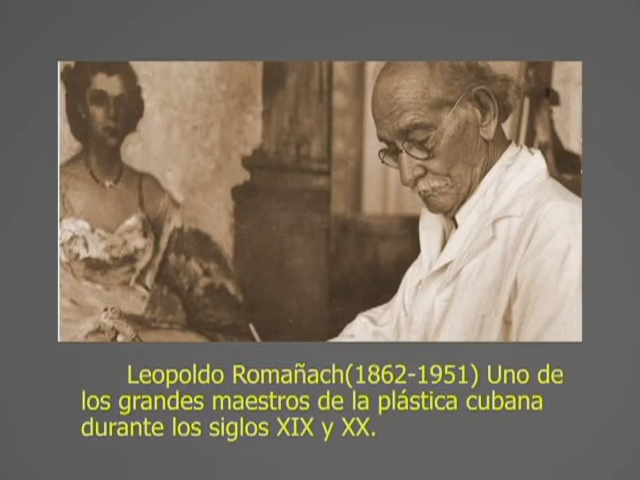 Leopoldo Romañach(1862-1951) Uno de
los grandes maestros de la plástica cubana
durante los siglos XIX y XX.